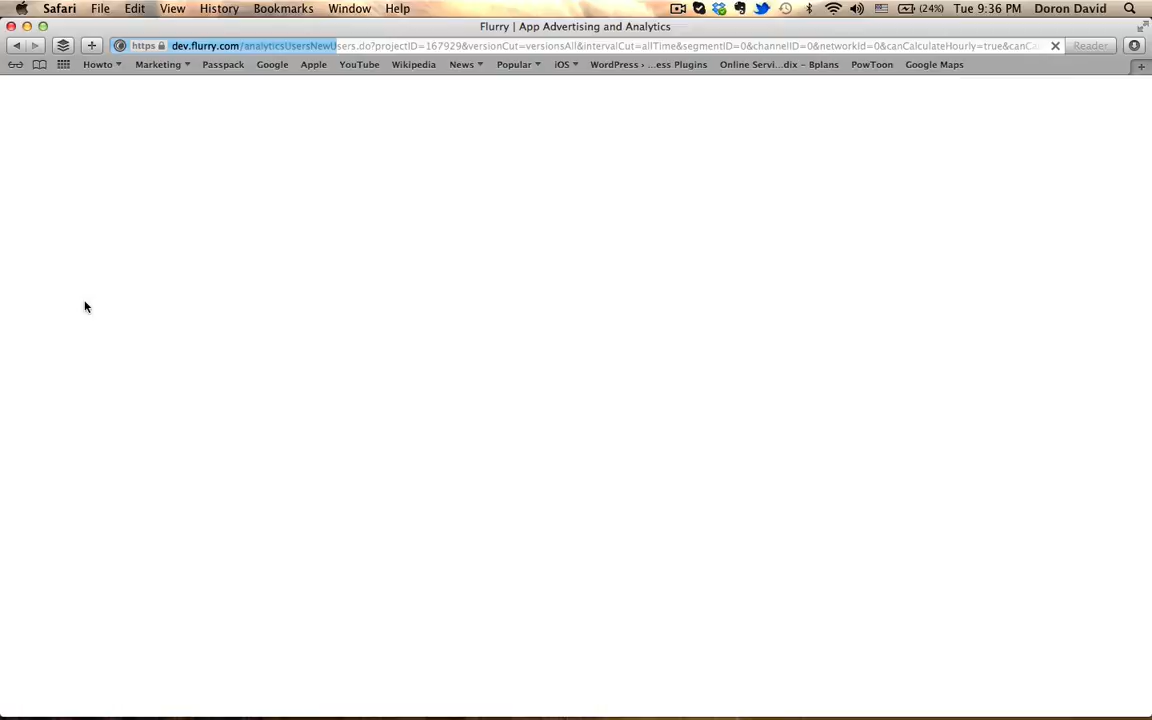 Safari File Edit View History Bookmarks Window Help (24%) Tue 9:36 PM Doron David
Flurry | App Advertising and Analytics
https dev.flurry.com/analyticsUsersNewUsers.do?projectID=167929&versionCut=versionsAll&intervalCut=allTime&segmentID=0&channelID=0&networkId=0&canCalculateHourly=true&canCa Reader
Howto Marketing Passpack Google Apple YouTube Wikipedia News Popular iOS WordPress › ...ess Plugins Online Servi...dix - Bplans PowToon Google Maps